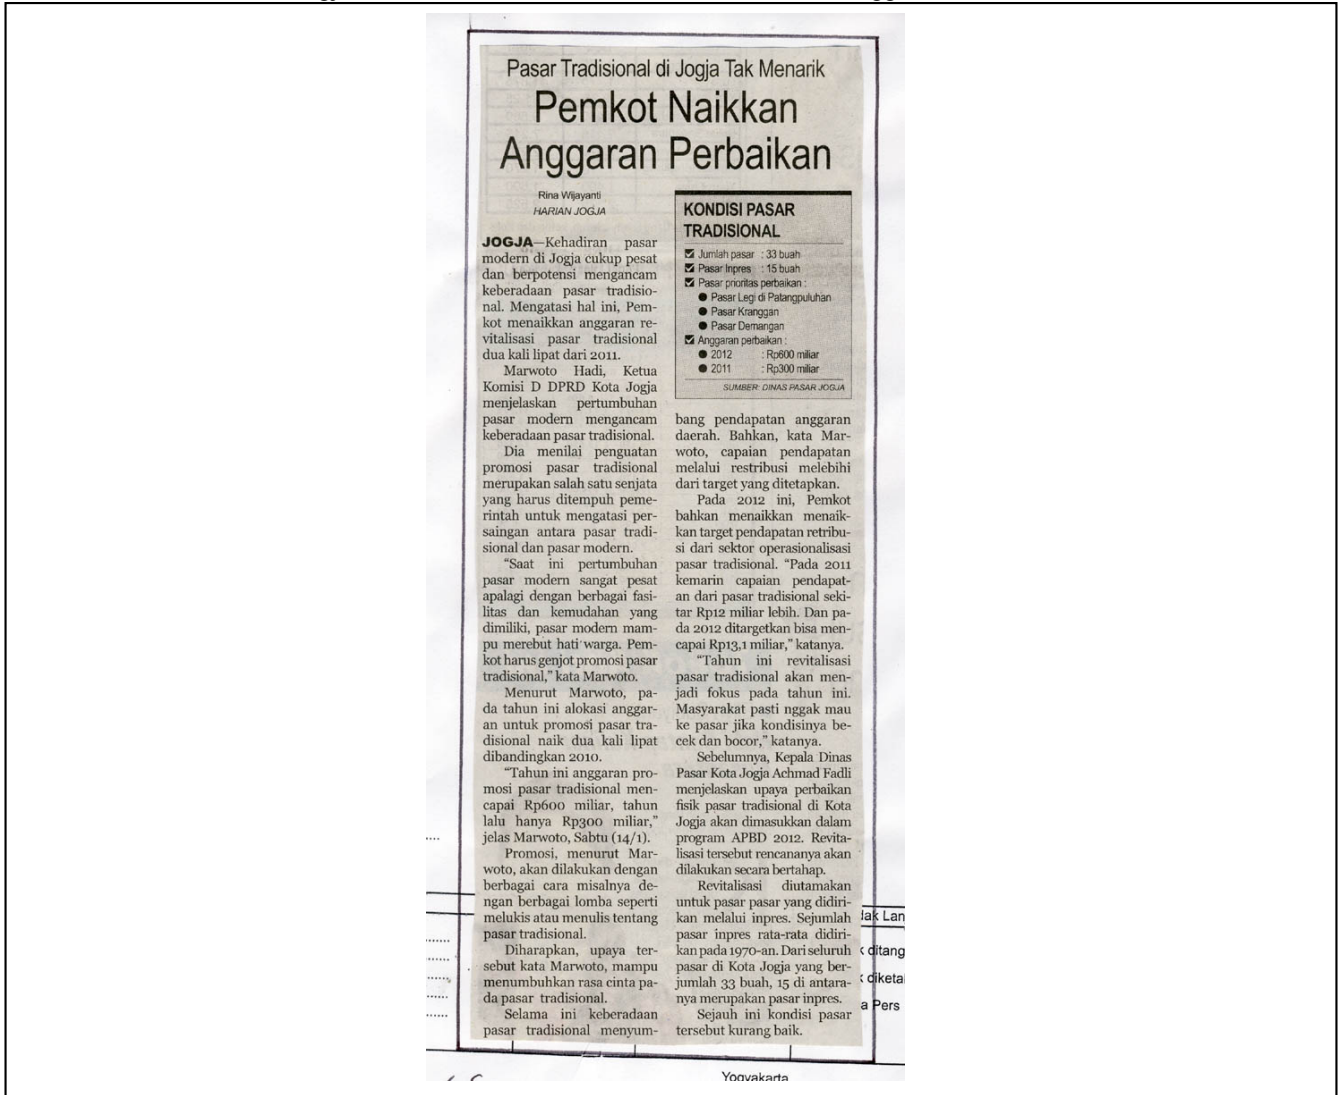 Pasar Tradisional di Jogja Tak Menarik
Pemkot Naikkan
Anggaran Perbaikan
Rina Wijayanti
HARIAN JOGJA
JOGJA—Kehadiran pasar
modern di Jogja cukup pesat
dan berpotensi mengancam
keberadaan pasar tradisio-
nal. Mengatasi hal ini, Pem-
kot menaikkan anggaran re-
vitalisasi pasar tradisional
dua kali lipat dari 2011.
Marwoto Hadi, Ketua
Komisi D DPRD Kota Jogja
menjelaskan pertumbuhan
pasar modern mengancam
keberadaan pasar tradisional.
Dia menilai penguatan
promosi pasar tradisional
merupakan salah satu senjata
yang harus ditempuh peme-
rintah untuk mengatasi per-
saingan antara pasar tradi-
sional dan pasar modern.
“Saat ini pertumbuhan
pasar modern sangat pesat
apalagi dengan berbagai fasi-
litas dan kemudahan yang
dimiliki, pasar modern mam-
pu merebut hati warga. Pem-
kot harus genjot promosi pasar
tradisional,” kata Marwoto.
Menurut Marwoto, pa-
da tahun ini alokasi anggar-
an untuk promosi pasar tra-
disional naik dua kali lipat
dibandingkan 2010.
“Tahun ini anggaran pro-
mosi pasar tradisional men-
capai Rp600 miliar, tahun
lalu hanya Rp300 miliar,”
jelas Marwoto, Sabtu (14/1).
Promosi, menurut Mar-
woto, akan dilakukan dengan
berbagai cara misalnya de-
ngan berbagai lomba seperti
melukis atau menulis tentang
pasar tradisional.
Diharapkan, upaya ter-
sebut kata Marwoto, mampu
menumbuhkan rasa cinta pa-
da pasar tradisional.
Selama ini keberadaan
pasar tradisional menyum-
KONDISI PASAR
TRADISIONAL
Jumlah pasar : 33 buah
Pasar Inpres : 15 buah
Pasar prioritas perbaikan :
Pasar Legi di Patangpuluhan
Pasar Kranggan
Pasar Demangan
Anggaran perbaikan :
2012 : Rp600 miliar
2011 : Rp300 miliar
SUMBER: DINAS PASAR JOGJA
bang pendapatan anggaran
daerah. Bahkan, kata Mar-
woto, capaian pendapatan
melalui restribusi melebihi
dari target yang ditetapkan.
Pada 2012 ini, Pemkot
bahkan menaikkan menaik-
kan target pendapatan retribu-
si dari sektor operasionalisasi
pasar tradisional. “Pada 2011
kemarin capaian pendapat-
an dari pasar tradisional seki-
tar Rp12 miliar lebih. Dan pa-
da 2012 ditargetkan bisa men-
capai Rp13,1 miliar,” katanya.
“Tahun ini revitalisasi
pasar tradisional akan men-
jadi fokus pada tahun ini.
Masyarakat pasti nggak mau
ke pasar jika kondisinya be-
cek dan bocor,” katanya.
Sebelumnya, Kepala Dinas
Pasar Kota Jogja Achmad Fadli
menjelaskan upaya perbaikan
fisik pasar tradisional di Kota
Jogja akan dimasukkan dalam
program APBD 2012. Revita-
lisasi tersebut rencananya akan
dilakukan secara bertahap.
Revitalisasi diutamakan
untuk pasar pasar yang didiri-
kan melalui inpres. Sejumlah
pasar inpres rata-rata didiri-
kan pada 1970-an. Dari seluruh
pasar di Kota Jogja yang ber-
jumlah 33 buah, 15 di antara-
nya merupakan pasar inpres.
Sejauh ini kondisi pasar
tersebut kurang baik.
dak Lan
ditang
diketa
a Pers
Yogyakarta